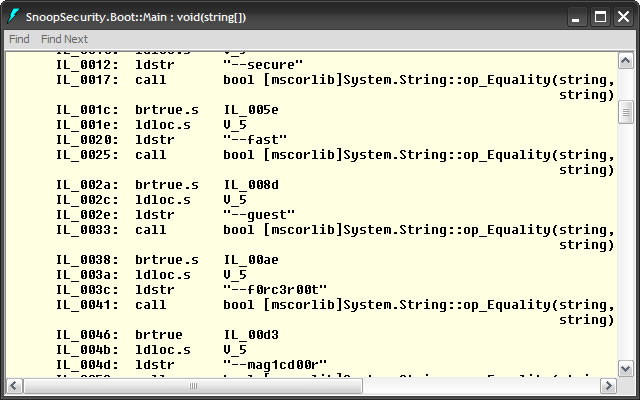 SnoopSecurity.Boot::Main : void(string[])
Find Find Next
IL_0012: ldstr "--secure"
IL_0017: call bool [mscorlib]System.String::op_Equality(string,
string)
IL_001c: brtrue.s IL_005e
IL_001e: ldloc.s V_5
IL_0020: ldstr "--fast"
IL_0025: call bool [mscorlib]System.String::op_Equality(string,
string)
IL_002a: brtrue.s IL_008d
IL_002c: ldloc.s V_5
IL_002e: ldstr "--guest"
IL_0033: call bool [mscorlib]System.String::op_Equality(string,
string)
IL_0038: brtrue.s IL_00ae
IL_003a: ldloc.s V_5
IL_003c: ldstr "--f0rc3r00t"
IL_0041: call bool [mscorlib]System.String::op_Equality(string,
string)
IL_0046: brtrue IL_00d3
IL_004b: ldloc.s V_5
IL_004d: ldstr "--mag1cd00r"